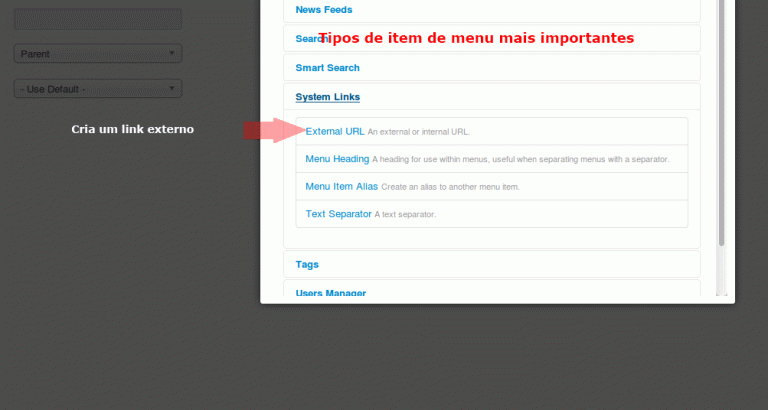 News Feeds
Search
Tipos de item de menu mais importantes
Parent
Smart Search
- Use Default -
System Links
Cria um link externo
External URL An external or internal URL.
Menu Heading A heading for use within menus, useful when separating menus with a separator.
Menu Item Alias Create an alias to another menu item.
Text Separator A text separator.
Tags
Users Manager